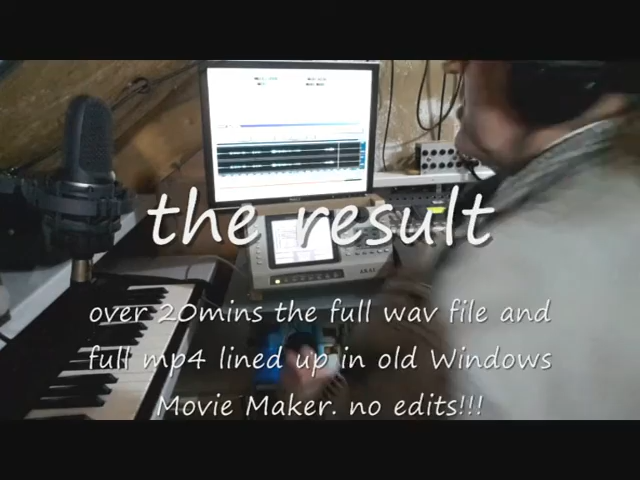 the result
AKAI
over 20mins the full wav file and
full mp4 lined up in old Windows
Movie Maker. no edits!!!